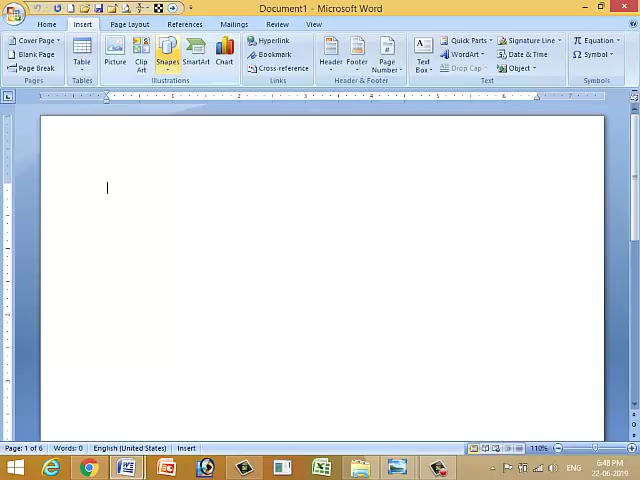 Document1 - Microsoft Word
Home Insert Page Layout References Mailings Review View
Cover Page
Blank Page
Page Break
Pages
Table
Tables
Picture
Clip
Art
Shapes
SmartArt
Chart
Illustrations
Hyperlink
Bookmark
Cross-reference
Links
Header
Footer
Page
Number
Header & Footer
Text
Box
Quick Parts
WordArt
Drop Cap
Signature Line
Date & Time
Object
Text
Equation
Symbol
Symbols
Page: 1 of 6 Words: 0 English (United States) Insert 110%
ENG
6:48 PM
22-06-2019